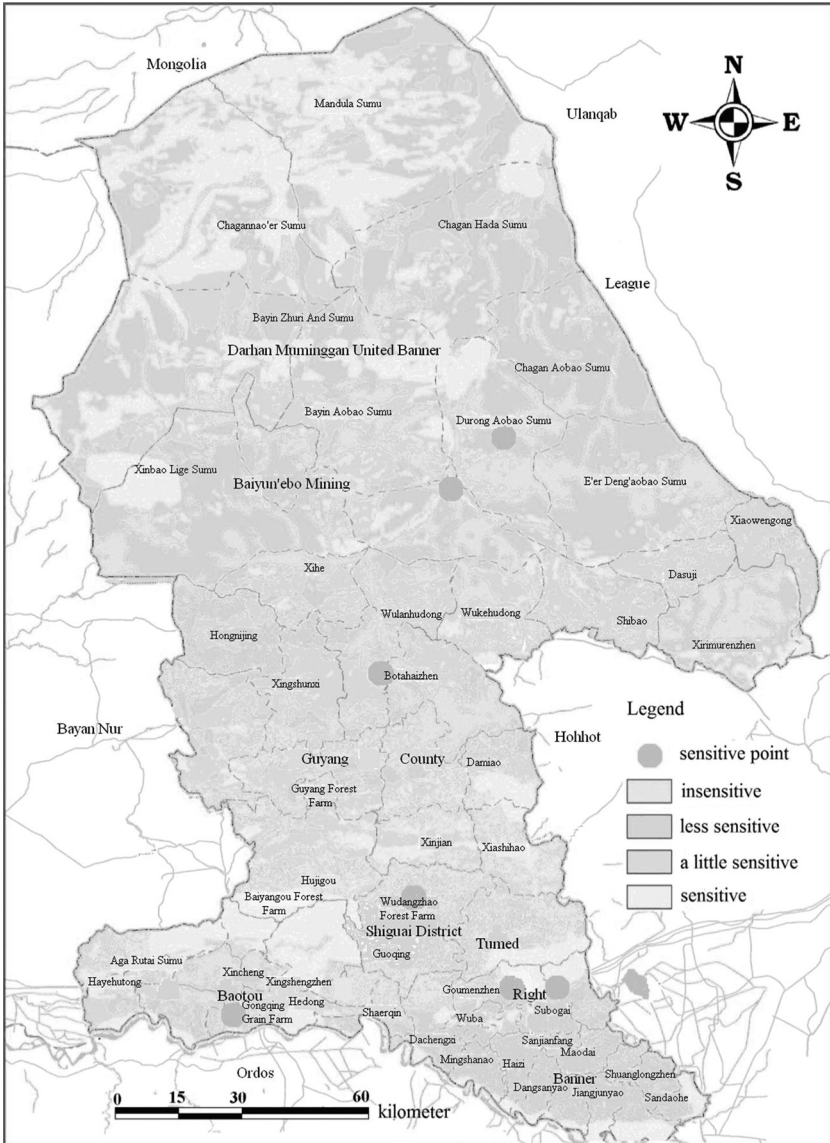 Mongolia
N
Mandula Sumu
Ulanqab
W
E
S
Chagannao'er Sumu
Chagan Hada Sumu
League
Bayin Zhuri And Sumu
Darhan Muminggan United Banner
Chagan Aobao Sumu
Bayin Aobao Sumu
Durong Aobao Sumu
Xinbao Lige Sumu
Baiyun'ebo Mining
E'er Deng'aobao Sumu
Xiaowengong
Xihe
Dasuji
Wulanhudong
Wukehudong
Shibao
Hongnijing
Xirimurenzhen
Botahaizhen
Xingshunxi
Legend
Bayan Nur
Hohhot
Guyang
County
Damiao
sensitive point
Guyang Forest
Farm
insensitive
less sensitive
Xinjian
Xiashihao
a little sensitive
Hujigou
sensitive
Baiyangou Forest
Farm
Wudangzhao
Forest Farm
Shiguai District
Tumed
Guoqing
Aga Rutai Sumu
Xincheng
Hayehutong
Xingshengzhen
Goumenzhen
Right
Baotou
Hedong
Gongqing
Grain Farm
Shaerqin
Subogai
Wuba
Dachengxi
Sanjianfang
Maodai
Mingshanao
Haizi
Ordos
Banner
Shuanglongzhen
Dangsanyao
Jiangjunyao
Sandaohe
0 15 30 60
kilometer